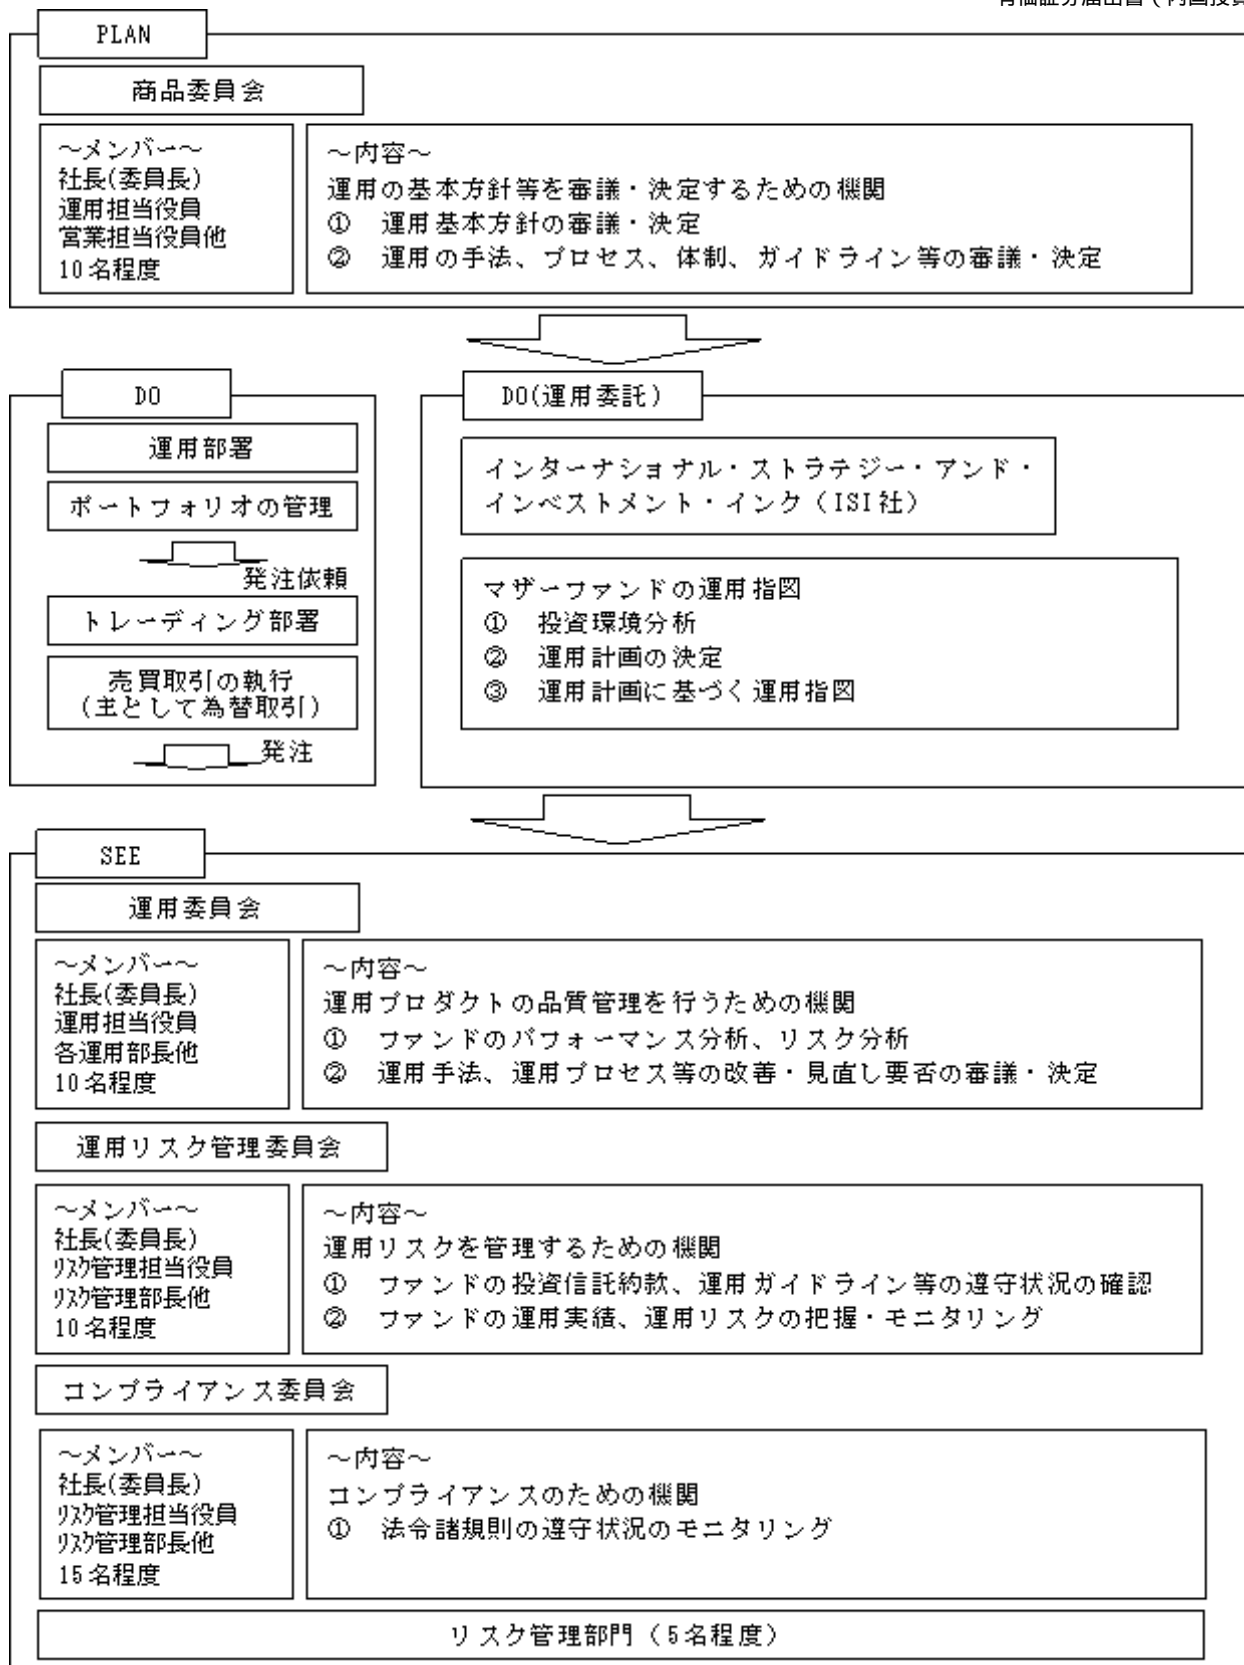 PLAN
商品委員会
～メンバー～
社長(委員長)
運用担当役員
営業担当役員他
10名程度
～内容～
運用の基本方針等を審議・決定するための機関
① 運用基本方針の審議・決定
② 運用の手法、プロセス、体制、ガイドライン等の審議・決定
DO
運用部署
ポートフォリオの管理
発注依頼
トレーディング部署
売買取引の執行
(主として為替取引)
発注
DO(運用委託)
インターナショナル・ストラテジー・アンド・
インベストメント・インク(ISI社)
マザーファンドの運用指図
① 投資環境分析
② 運用計画の決定
③ 運用計画に基づく運用指図
SEE
運用委員会
～メンバー～
社長(委員長)
運用担当役員
各運用部長他
10名程度
～内容～
運用プロダクトの品質管理を行うための機関
① ファンドのパフォーマンス分析、リスク分析
② 運用手法、運用プロセス等の改善・見直し要否の審議・決定
運用リスク管理委員会
～メンバー～
社長(委員長)
ﾘｽｸ管理担当役員
ﾘｽｸ管理部長他
10名程度
～内容～
運用リスクを管理するための機関
① ファンドの投資信託約款、運用ガイドライン等の遵守状況の確認
② ファンドの運用実績、運用リスクの把握・モニタリング
コンプライアンス委員会
～メンバー～
社長(委員長)
ﾘｽｸ管理担当役員
ﾘｽｸ管理部長他
15名程度
～内容～
コンプライアンスのための機関
① 法令諸規則の遵守状況のモニタリング
リスク管理部門(5名程度)